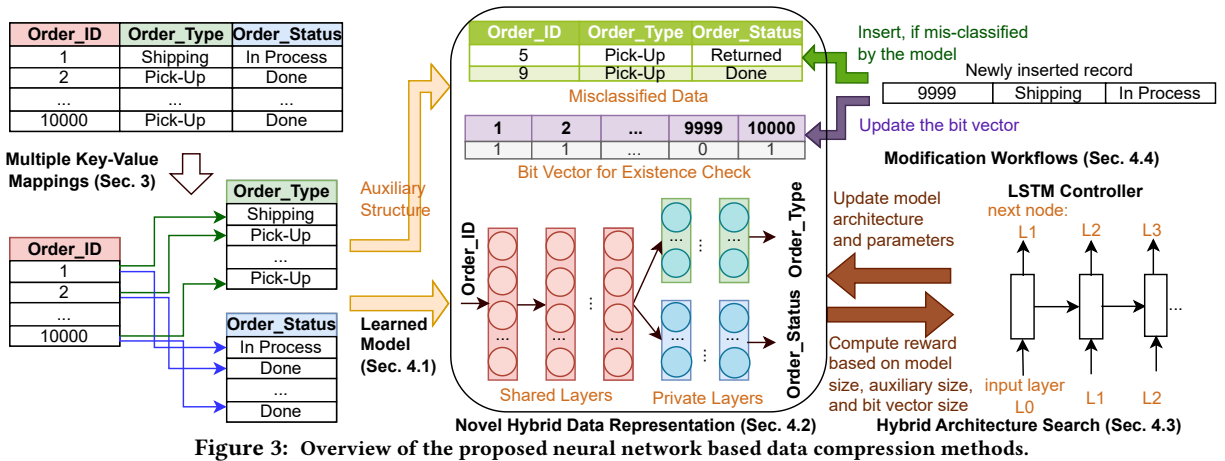 Order_ID Order_Type Order_Status
1 Shipping In Process
2 Pick-Up Done
... ... ...
10000 Pick-Up Done
Multiple Key-Value
Mappings (Sec. 3)
Order_ID
1
2
...
10000
Order_Type
Shipping
Pick-Up
...
Pick-Up
Order_Status
In Process
Done
...
Done
Auxiliary
Structure
Learned
Model
(Sec. 4.1)
Order_ID Order_Type Order_Status
5 Pick-Up Returned
9 Pick-Up Done
Misclassified Data
1 2 ... 9999 10000
1 1 ... 0 1
Bit Vector for Existence Check
Order_ID
...
...
...
...
...
...
...
...
...
...
Order_Type
Order_Status
Shared Layers
Private Layers
Novel Hybrid Data Representation (Sec. 4.2)
Insert, if mis-classified
by the model
Newly inserted record
9999 Shipping In Process
Update the bit vector
Modification Workflows (Sec. 4.4)
Update model
architecture
and parameters
Compute reward
based on model
size, auxiliary size,
and bit vector size
LSTM Controller
next node:
L1 L2 L3
...
input layer
L0 L1 L2
Hybrid Architecture Search (Sec. 4.3)
Figure 3: Overview of the proposed neural network based data compression methods.